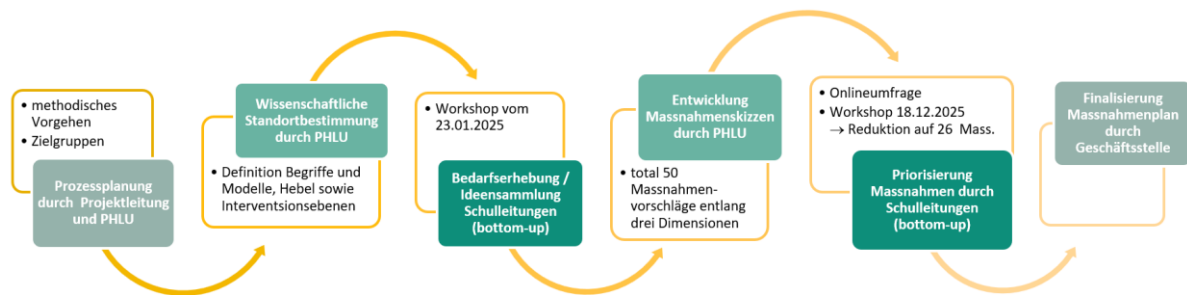 • methodisches
Vorgehen
• Zielgruppen
Prozessplanung
durch Projektleitung
und PHLU
Wissenschaftliche
Standortbestimmung
durch PHLU
• Definition Begriffe und
Modelle, Hebel sowie
Interventionsebenen
• Workshop vom
23.01.2025
Bedarfserhebung /
Ideensammlung
Schulleitungen
(bottom-up)
Entwicklung
Massnahmenskizzen
durch PHLU
• total 50
Massnahmen-
vorschläge entlang
drei Dimensionen
• Onlineumfrage
• Workshop 18.12.2025
→ Reduktion auf 26 Mass.
Priorisierung
Massnahmen durch
Schulleitungen
(bottom-up)
Finalisierung
Massnahmenplan
durch
Geschäftsstelle